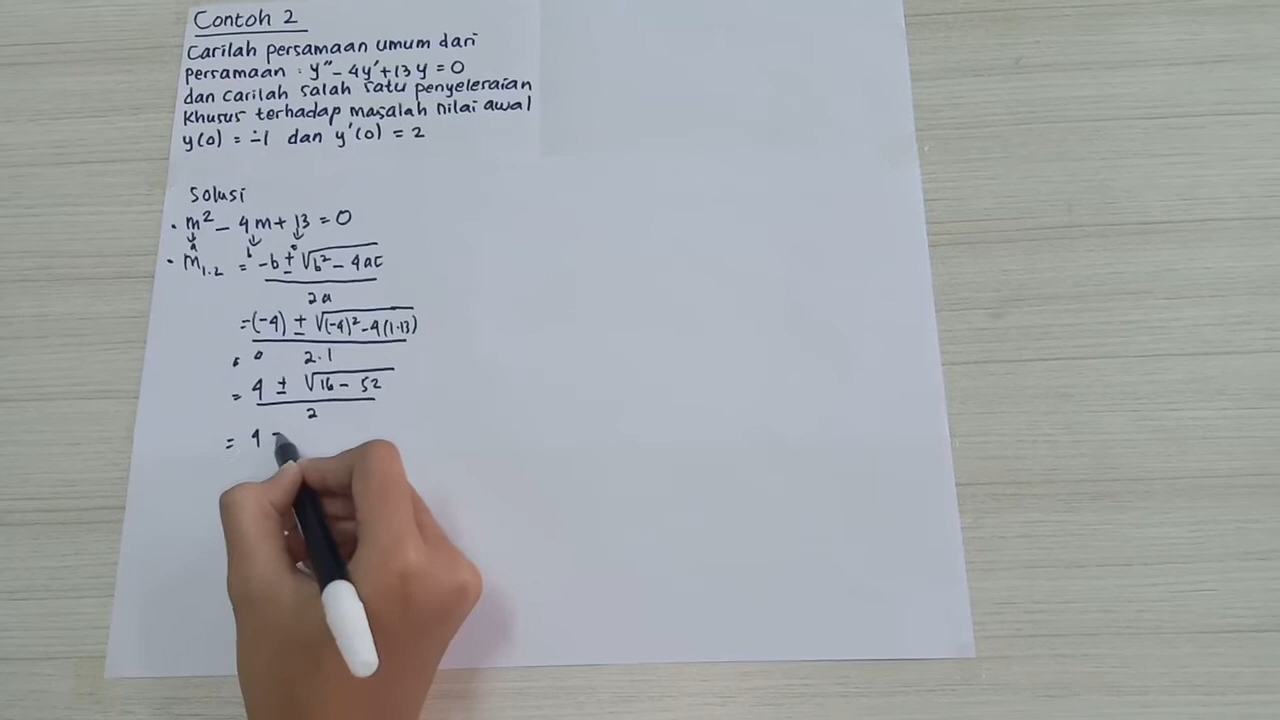 Contoh 2
Carilah persamaan umum dari
persamaan : y" - 4y' + 13y = 0
dan carilah salah satu penyeleraian
khusus terhadap masalah nilai awal
y(0) = -1 dan y'(0) = 2
Solusi
• m² - 4m + 13 = 0
a b c
• m₁.₂ = -b ± √b² - 4ac
2a
= (-4) ± √(-4)² - 4(1·13)
2·1
= 4 ± √16 - 52
2
= 4 -